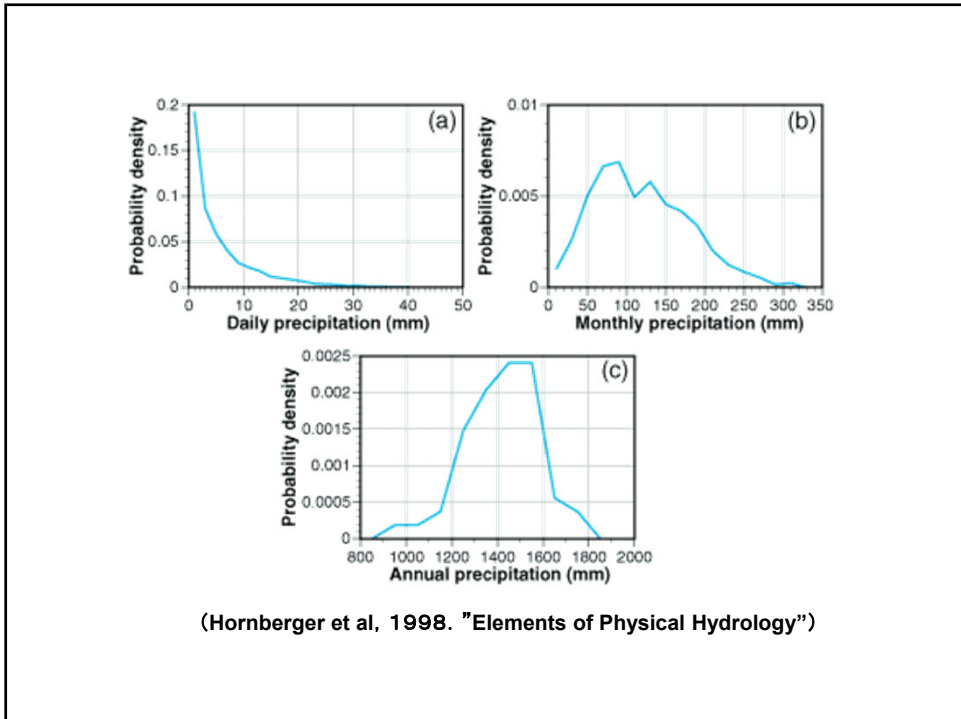 (a)
Probability density
0.2
0.15
0.1
0.05
0
0 10 20 30 40 50
Daily precipitation (mm)
(b)
Probability density
0.01
0.005
0
0 50 100 150 200 250 300 350
Monthly precipitation (mm)
(c)
Probability density
0.0025
0.002
0.0015
0.001
0.0005
0
800 1000 1200 1400 1600 1800 2000
Annual precipitation (mm)
（Hornberger et al, １９９８. ”Elements of Physical Hydrology”）